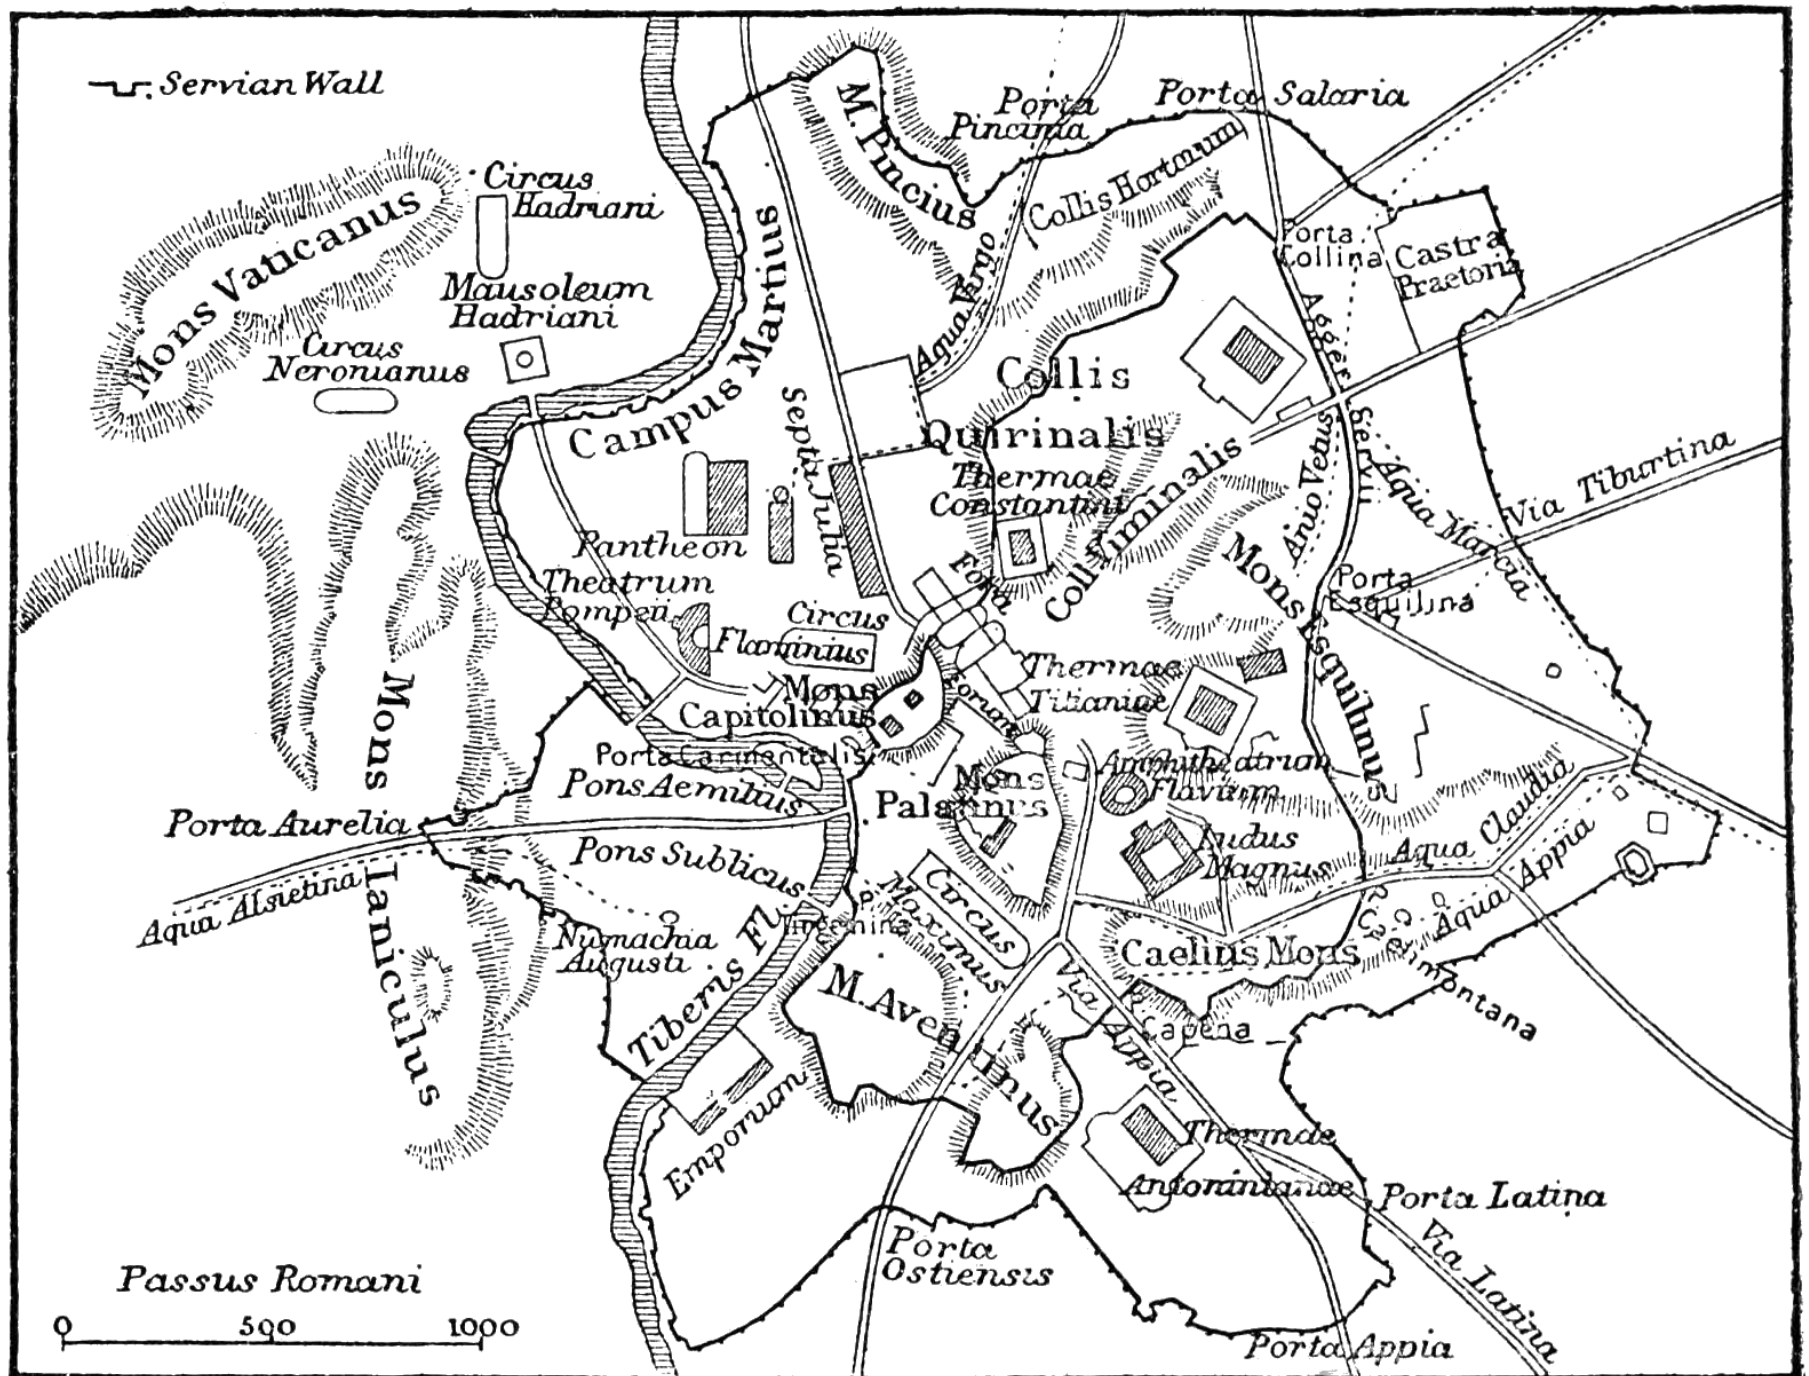 Servian Wall
M. Pincius
Porta
Pincinia
Porta Salaria
Collis Hortorum
Circus
Hadriani
Mons Vaticanus
Mausoleum
Hadriani
Circus
Neronianus
Campus Martius
Septa Julia
Aqua Virgo
Porta
Collina
Castra
Praetoria
Agger
Servii
Collis
Quirinalis
Thermae
Constantini
Coll. Viminalis
Anio Vetus
Aqua Marcia
Via Tiburtina
Pantheon
Theatrum
Pompeii
Circus
Flaminius
Fora
Forum
Mons Esquilinus
Porta
Esquilina
Thermae
Titianae
Mons
Capitolinus
Porta Carmentalis
Pons Aemilius
Mons
Palatinus
Amphitheatrum
Flavium
Ludus
Magnus
Porta Aurelia
Pons Sublicus
Aqua Alsietina
Mons
Ianiculus
Numachia
Augusti
Tiberis Fl.
Circus
Maximus
Aqua Claudia
Aqua Appia
Caelius Mons
P. Caelimontana
M. Aventinus
Via Appia
P.
Capena
Emporum
Thermae
Antoninianae
Porta Latina
Via Latina
Porta
Ostiensis
Porta Appia
Passus Romani
0 500 1000